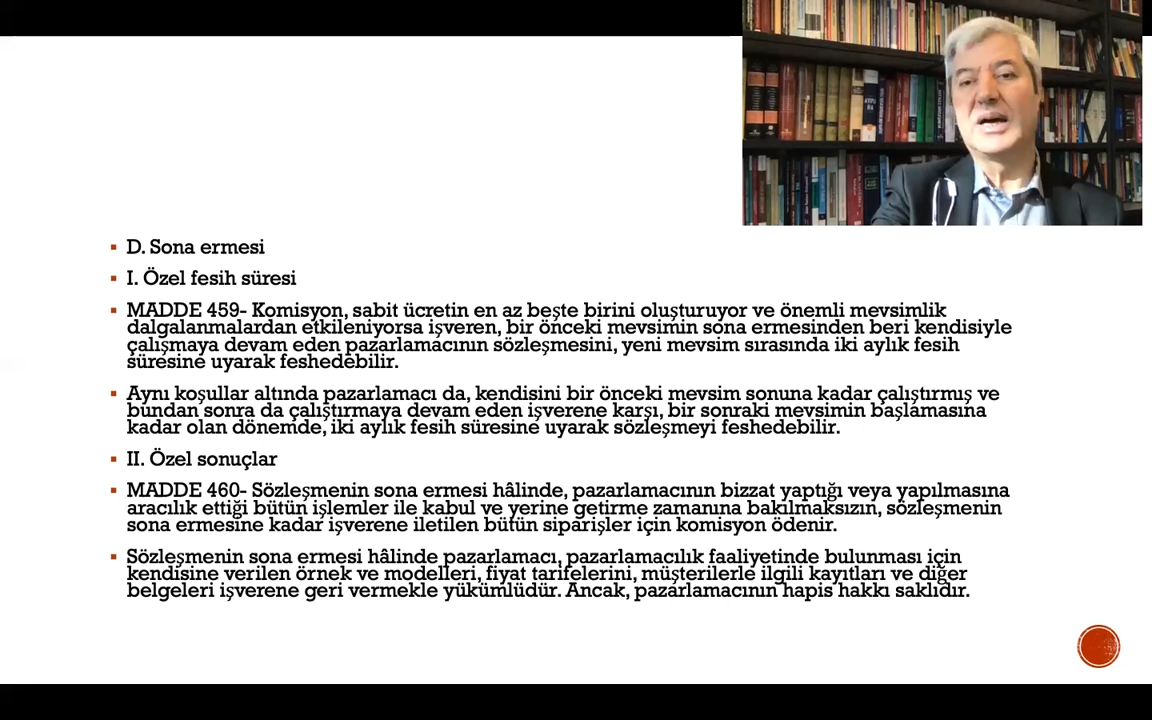 D. Sona ermesi
I. Özel fesih süresi
MADDE 459- Komisyon, sabit ücretin en az beşte birini oluşturuyor ve önemli mevsimlik
dalgalanmalardan etkileniyorsa işveren, bir önceki mevsimin sona ermesinden beri kendisiyle
çalışmaya devam eden pazarlamacının sözleşmesini, yeni mevsim sırasında iki aylık fesih
süresine uyarak feshedebilir.
Aynı koşullar altında pazarlamacı da, kendisini bir önceki mevsim sonuna kadar çalıştırmış ve
bundan sonra da çalıştırmaya devam eden işverene karşı, bir sonraki mevsimin başlamasına
kadar olan dönemde, iki aylık fesih süresine uyarak sözleşmeyi feshedebilir.
II. Özel sonuçlar
MADDE 460- Sözleşmenin sona ermesi hâlinde, pazarlamacının bizzat yaptığı veya yapılmasına
aracılık ettiği bütün işlemler ile kabul ve yerine getirme zamanına bakılmaksızın, sözleşmenin
sona ermesine kadar işverene iletilen bütün siparişler için komisyon ödenir.
Sözleşmenin sona ermesi hâlinde pazarlamacı, pazarlamacılık faaliyetinde bulunması için
kendisine verilen örnek ve modelleri, fiyat tarifelerini, müşterilerle ilgili kayıtları ve diğer
belgeleri işverene geri vermekle yükümlüdür. Ancak, pazarlamacının hapis hakkı saklıdır.